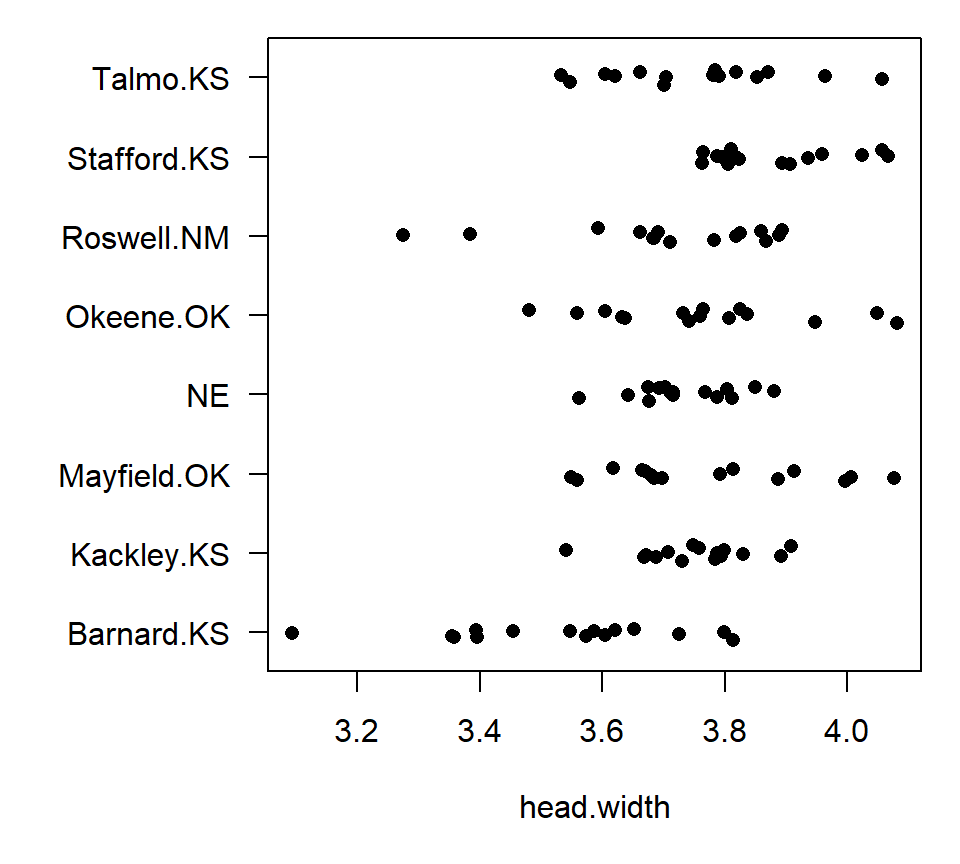 Talmo.KS
Stafford.KS
Roswell.NM
Okeene.OK
NE
Mayfield.OK
Kackley.KS
Barnard.KS
3.2 3.4 3.6 3.8 4.0
head.width